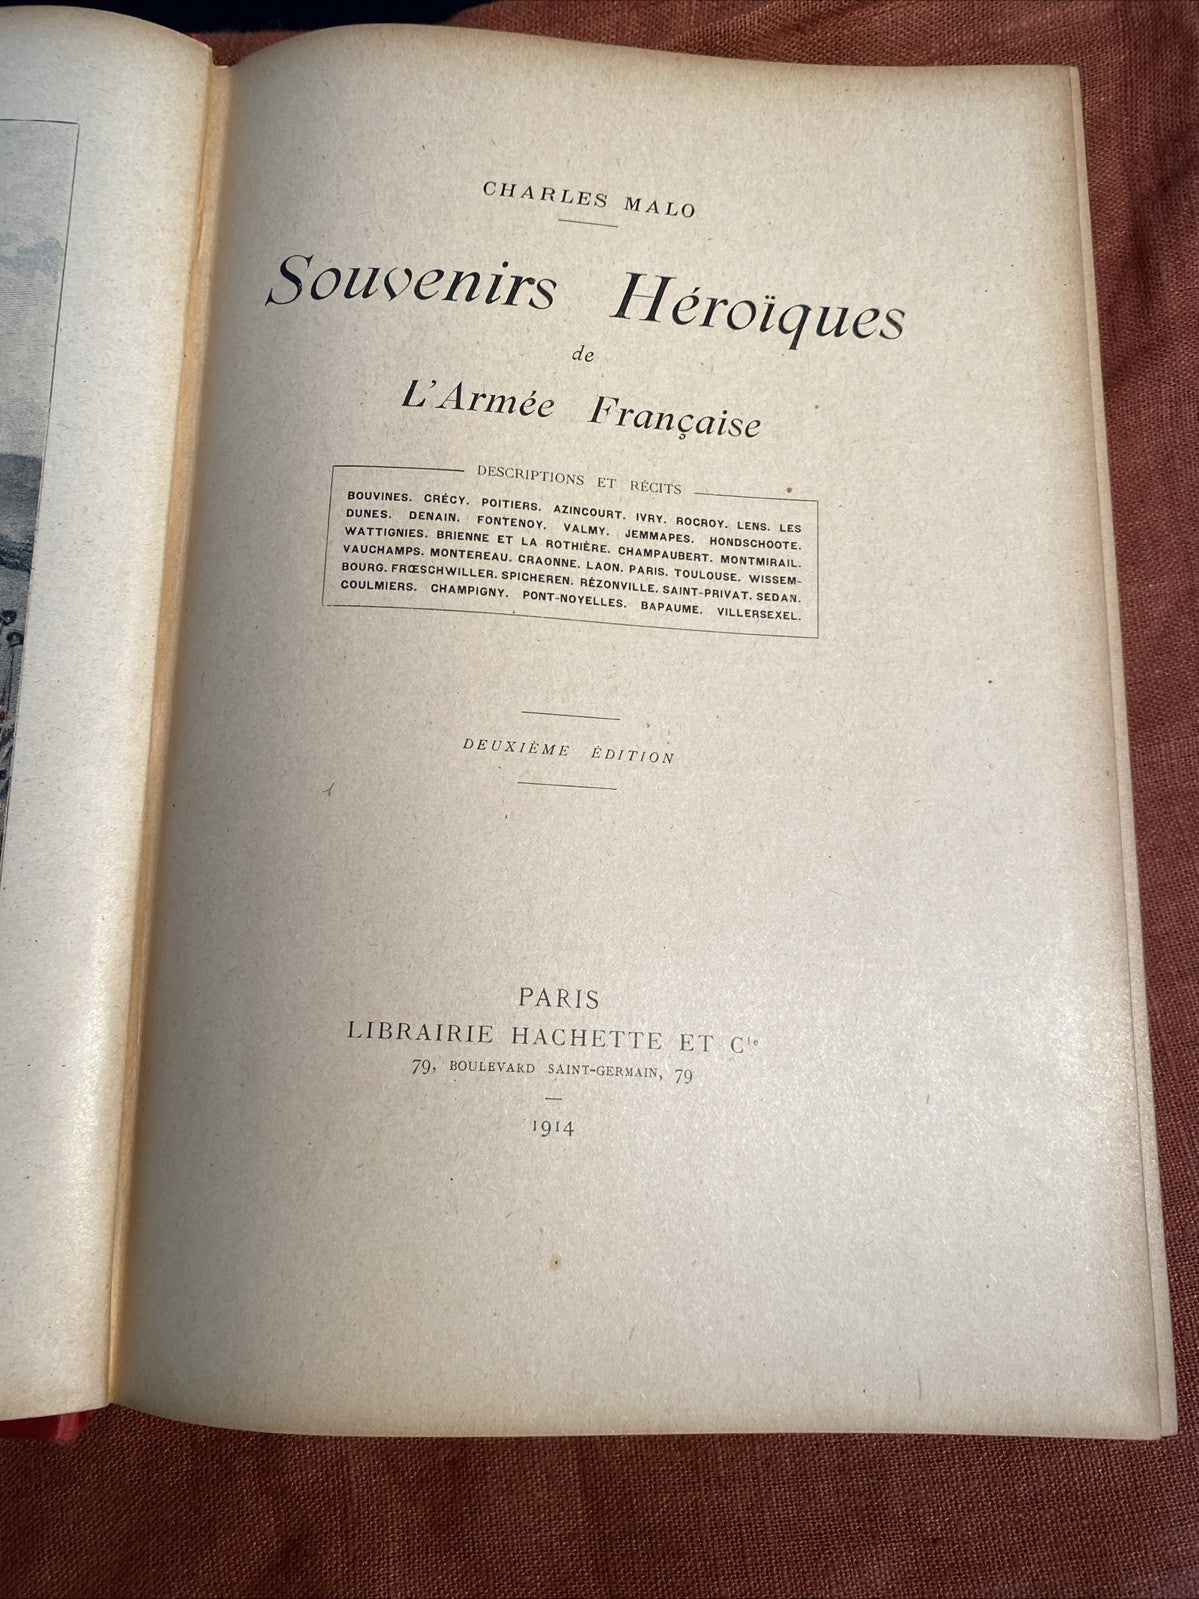 CHARLES MALO
Souvenirs Héroïques
de
L'Armée Française
DESCRIPTIONS ET RÉCITS
BOUVINES. CRÉCY. POITIERS. AZINCOURT. IVRY. ROCROY. LENS. LES
DUNES. DENAIN. FONTENOY. VALMY. JEMMAPES. HONDSCHOOTE.
WATTIGNIES. BRIENNE ET LA ROTHIÈRE. CHAMPAUBERT. MONTMIRAIL.
VAUCHAMPS. MONTEREAU. CRAONNE. LAON. PARIS. TOULOUSE. WISSEM-
BOURG. FRŒSCHWILLER. SPICHEREN. RÉZONVILLE. SAINT-PRIVAT. SEDAN.
COULMIERS. CHAMPIGNY. PONT-NOYELLES. BAPAUME. VILLERSEXEL.
DEUXIÈME ÉDITION
PARIS
LIBRAIRIE HACHETTE ET Cie
79, BOULEVARD SAINT-GERMAIN, 79
1914